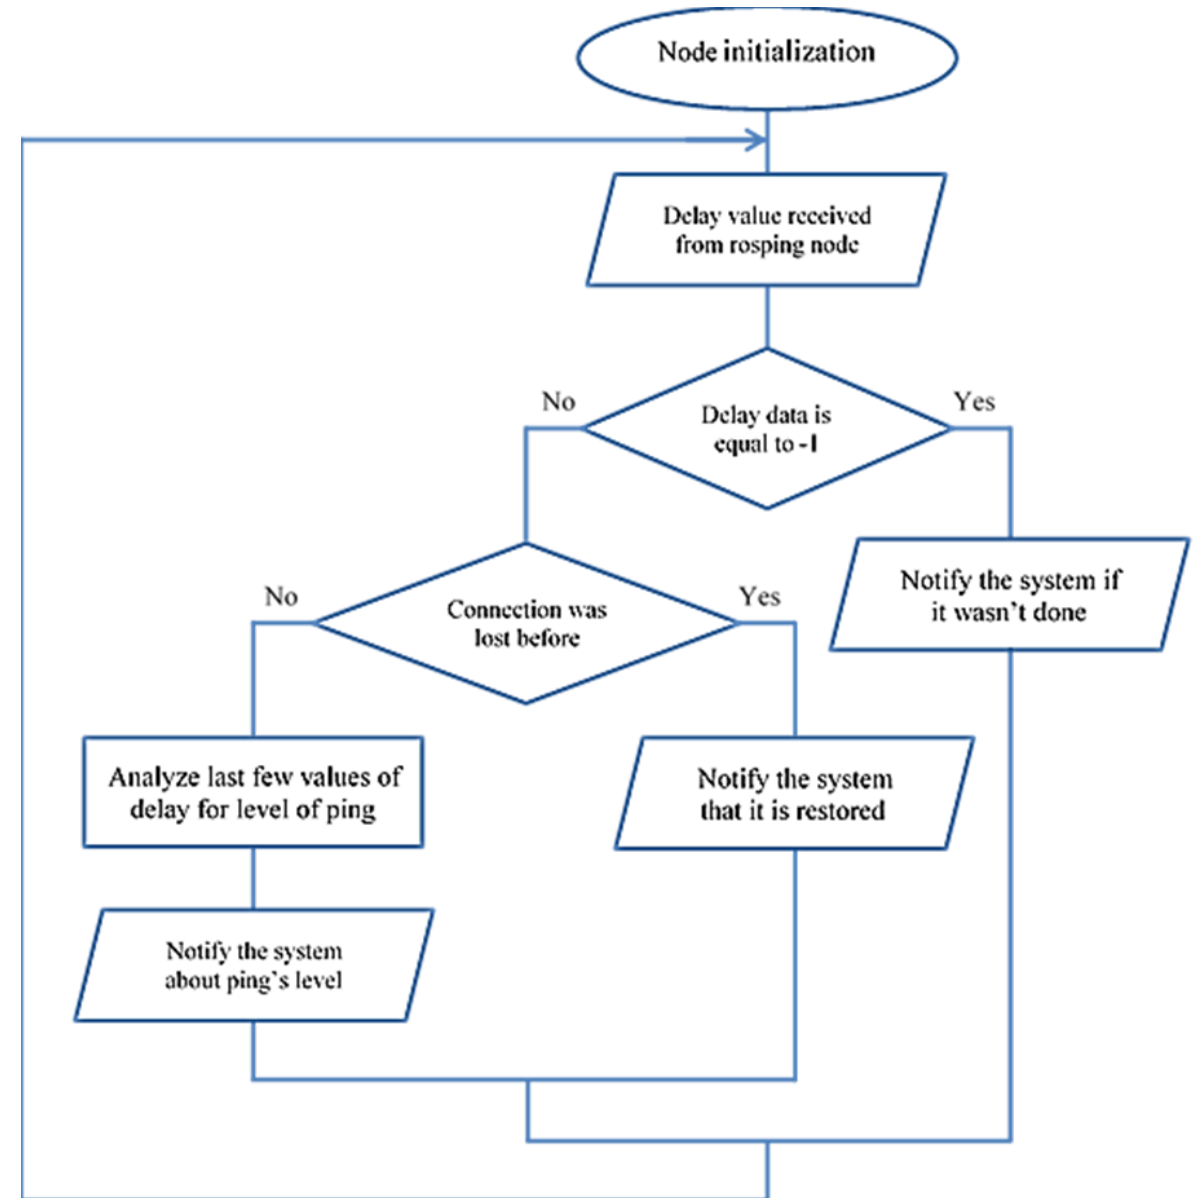 Node initialization
Delay value received
from rosping node
No
Yes
Delay data is
equal to -1
Notify the system if
it wasn't done
No
Yes
Connection was
lost before
Analyze last few values of
delay for level of ping
Notify the system
that it is restored
Notify the system
about ping's level